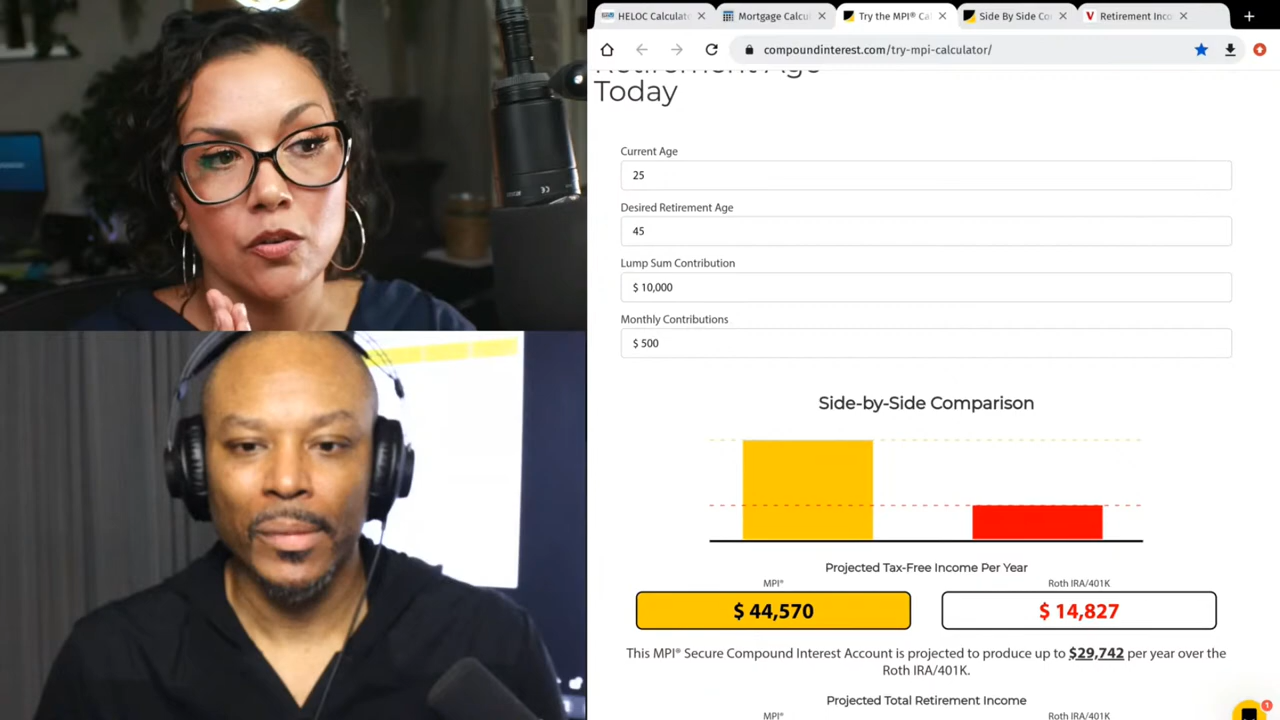 HELOC Calculat
Mortgage Calcu
Try the MPI® Ca
Side By Side Co
Retirement Inco
compoundinterest.com/try-mpi-calculator/
Retirement Age
Today
Current Age
25
Desired Retirement Age
45
Lump Sum Contribution
$ 10,000
Monthly Contributions
$ 500
Side-by-Side Comparison
Projected Tax-Free Income Per Year
MPI®
Roth IRA/401K
$ 44,570
$ 14,827
This MPI® Secure Compound Interest Account is projected to produce up to $29,742 per year over the
Roth IRA/401K.
Projected Total Retirement Income
MPI®
Roth IRA/401K
1